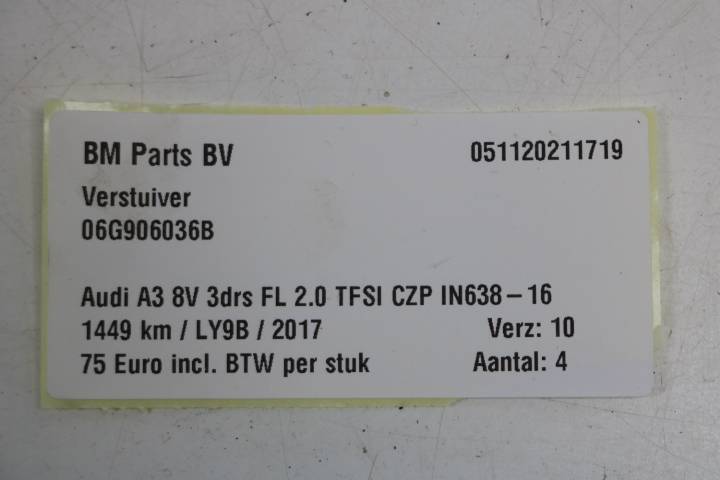 BM Parts BV 051120211719
Verstuiver
06G906036B
Audi A3 8V 3drs FL 2.0 TFSI CZP IN638-16
1449 km / LY9B / 2017 Verz: 10
75 Euro incl. BTW per stuk Aantal: 4